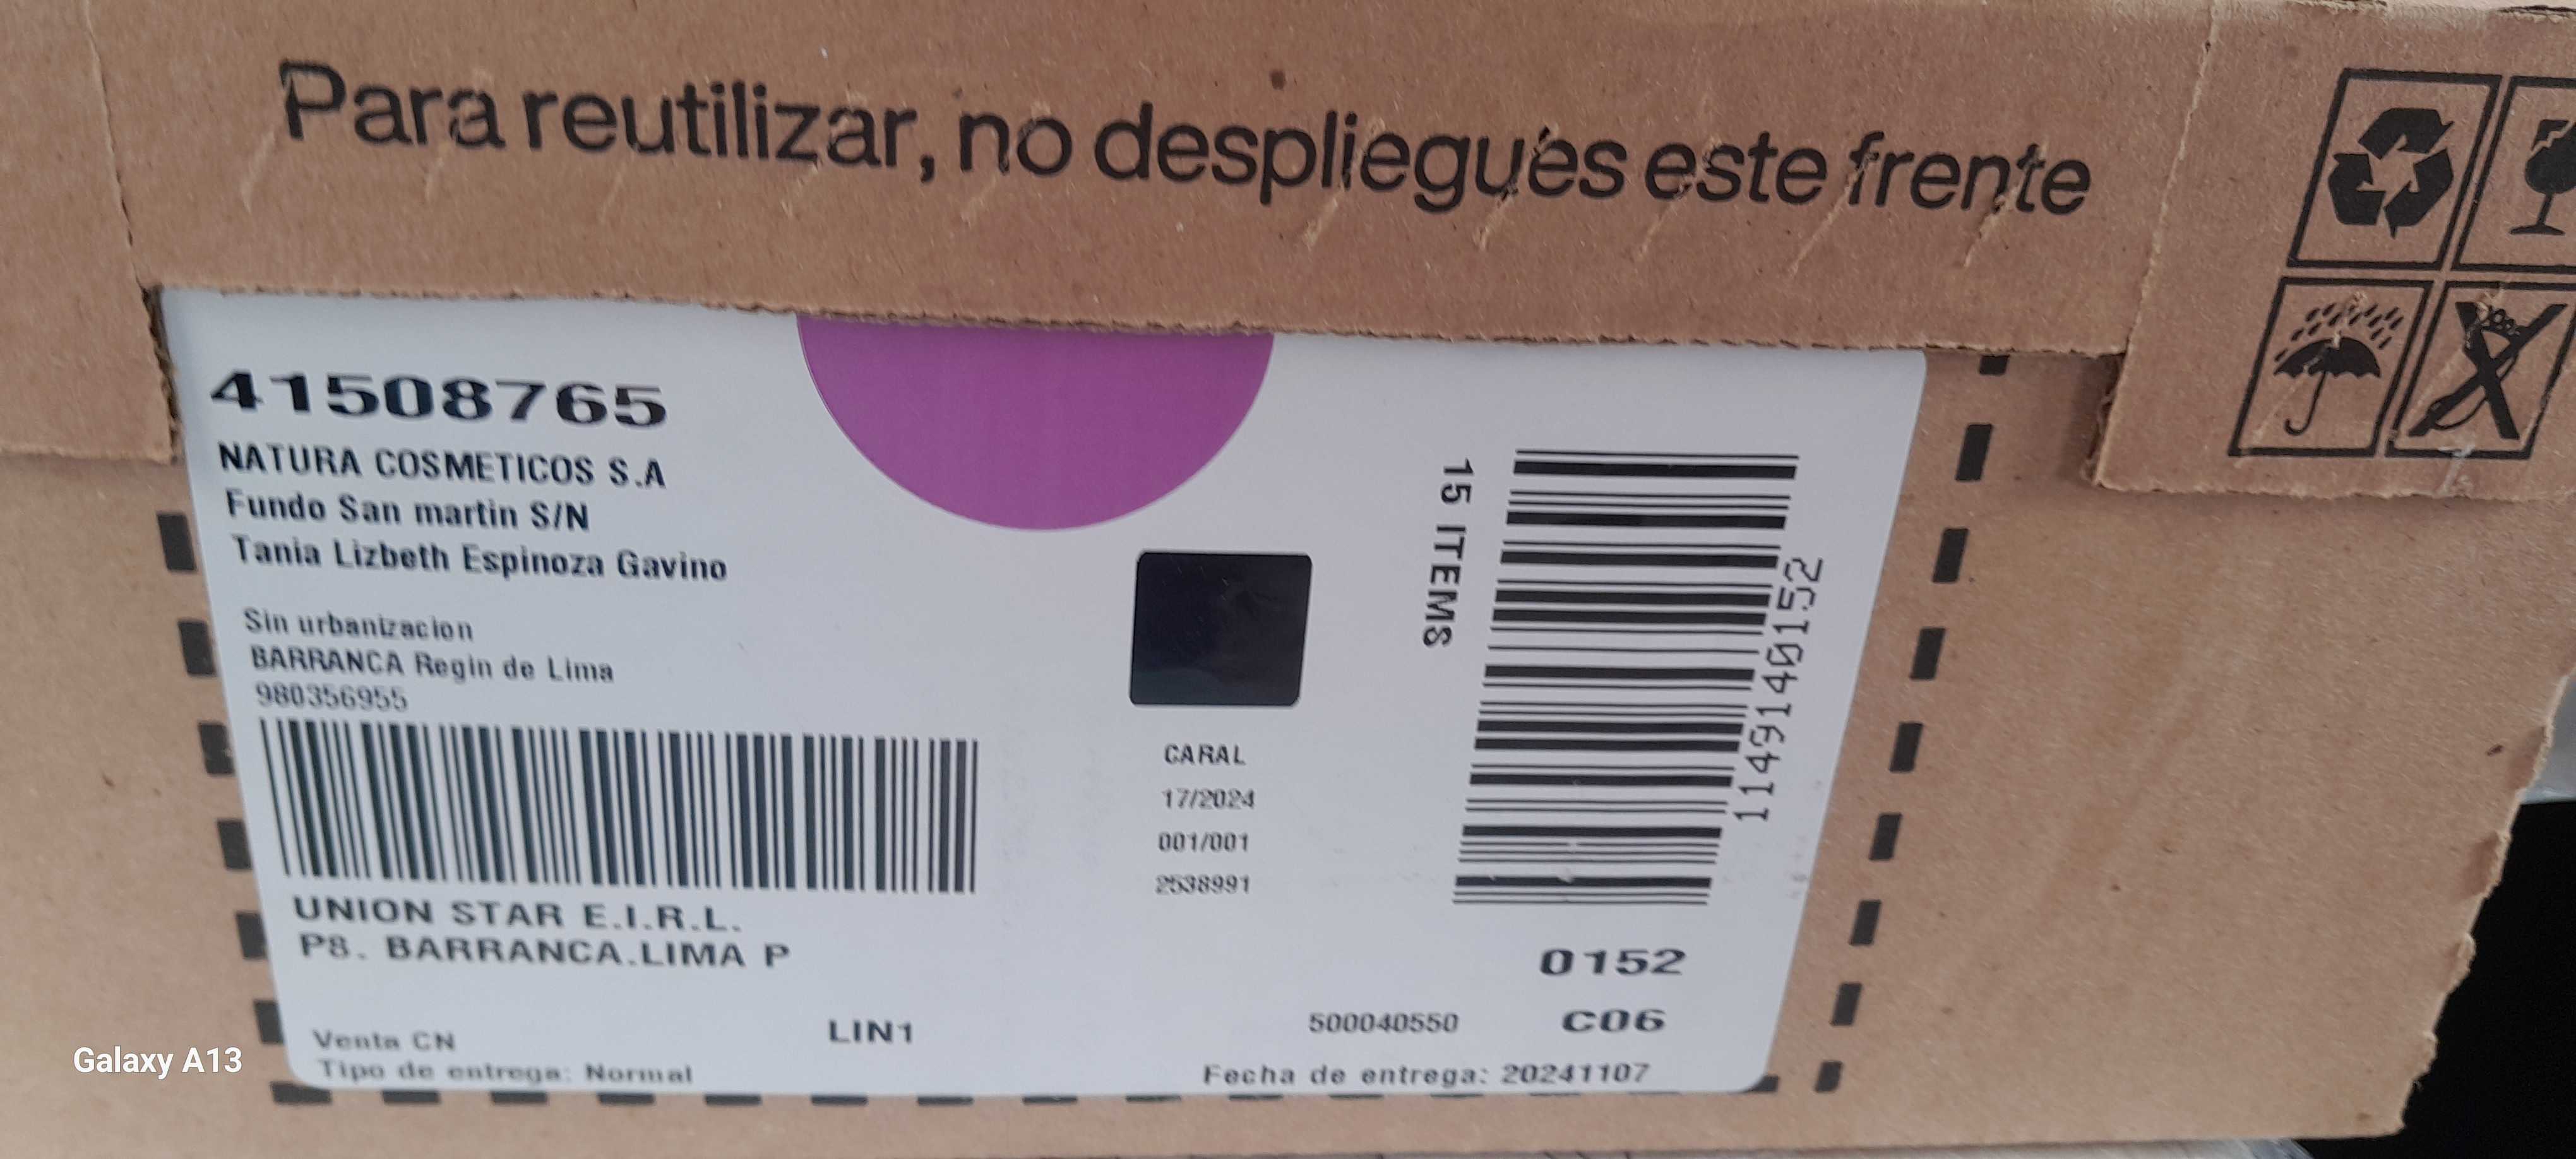 Para reutilizar, no despliegues este frente
41508765
NATURA COSMETICOS S.A
Fundo San martin S/N
Tania Lizbeth Espinoza Gavino
Sin urbanizacion
BARRANCA Regin de Lima
980356955
UNION STAR E.I.R.L.
P8. BARRANCA.LIMA P
Venta CN
Tipo de entrega: Normal
LIN1
CARAL
17/2024
001/001
2538991
15 ITEMS
1149140152
0152
500040550
C06
Fecha de entrega: 20241107
Galaxy A13